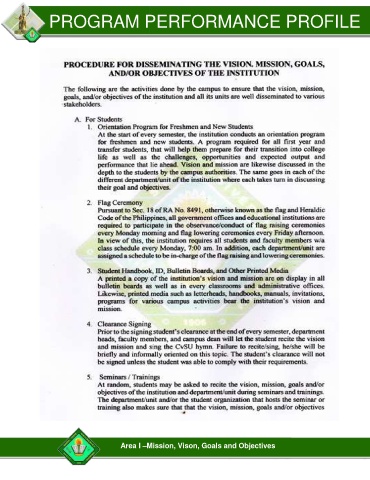 PROGRAM PERFORMANCE PROFILE
PROCEDURE FOR DISSEMINATING THE VISION. MISSION, GOALS,
AND/OR OBJECTIVES OF THE INSTITUTION
The following are the activities done by the campus to ensure that the vision, mission,
goals, and/or objectives of the institution and all its units are well disseminated to various
stakeholders.
A. For Students
1. Orientation Program for Freshmen and New Students
At the start of every semester, the institution conducts an orientation program
for freshmen and new students. A program required for all first year and
transfer students, that will help them prepare for their transition into college
life as well as the challenges, opportunities and expected output and
performance that lie ahead. Vision and mission are likewise discussed in the
depth to the students by the campus authorities. The same goes in each of the
different department/unit of the institution where each takes turn in discussing
their goal and objectives.
2. Flag Ceremony
Pursuant to Sec. 18 of RA No. 8491, otherwise known as the flag and Heraldic
Code of the Philippines, all government offices and educational institutions are
required to participate in the observance/conduct of flag raising ceremonies
every Monday morning and flag lowering ceremonies every Friday afternoon.
In view of this, the institution requires all students and faculty members w/a
class schedule every Monday, 7:00 am. In addition, each department/unit are
assigned a schedule to be in-charge of the flag raising and lowering ceremonies.
3. Student Handbook, ID, Bulletin Boards, and Other Printed Media
A printed a copy of the institution's vision and mission are on display in all
bulletin boards as well as in every classrooms and administrative offices.
Likewise, printed media such as letterheads, handbooks, manuals, invitations,
programs for various campus activities bear the institution's vision and
mission.
4. Clearance Signing
Prior to the signing student's clearance at the end of every semester, department
heads, faculty members, and campus dean will let the student recite the vision
and mission and sing the CvSU hymn. Failure to recite/sing, he/she will be
briefly and informally oriented on this topic. The student's clearance will not
be signed unless the student was able to comply with their requirements.
5. Seminars / Trainings
At random, students may be asked to recite the vision, mission, goals and/or
objectives of the institution and department/unit during seminars and trainings.
The department and/or the student organization that hosts the seminar or
training also makes sure that that the vision, mission, goals and/or objectives
Area I –Mission, Vison, Goals and Objectives